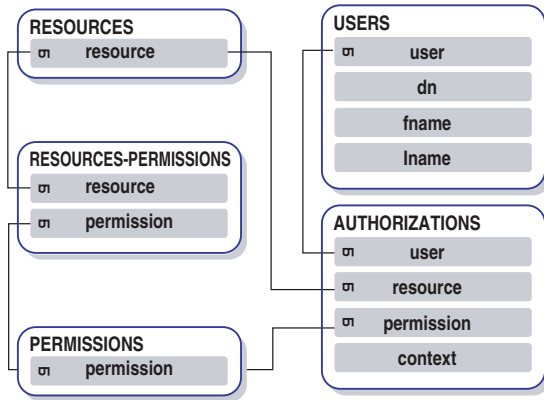 RESOURCES
resource
RESOURCES-PERMISSIONS
resource
permission
PERMISSIONS
permission
USERS
user
dn
fname
lname
AUTHORIZATIONS
user
resource
permission
context